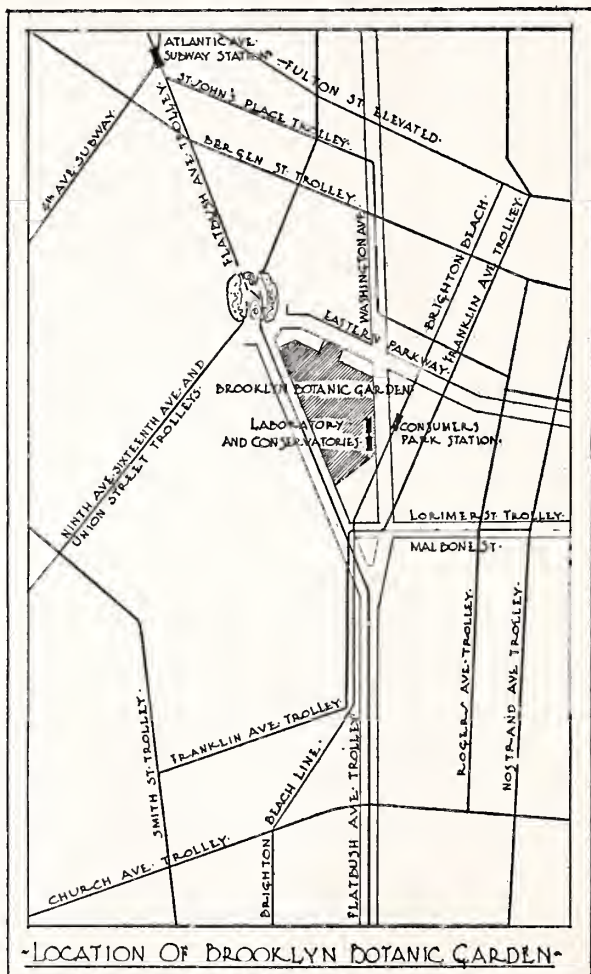 ATLANTIC AVE.
SUBWAY STATION
FULTON ST. ELEVATED.
ST. JOHN'S PLACE TROLLEY.
BERGEN ST. TROLLEY.
4TH AVE. SUBWAY.
FLATBUSH AVE. TROLLEY
WASHINGTON AVE.
BRIGHTON BEACH.
FRANKLIN AVE TROLLEY.
EASTERN PARKWAY.
BROOKLYN BOTANIC GARDEN
LABORATORY
AND CONSERVATORIES.
CONSUMERS
PARK STATION.
NINTH AVE. SIXTEENTH AVE. AND
UNION STREET TROLLEYS.
LORIMER ST. TROLLEY.
MALBONE ST.
ROGERS AVE. TROLLEY.
NOSTRAND AVE TROLLEY.
FRANKLIN AVE. TROLLEY.
SMITH ST. TROLLEY.
BRIGHTON BEACH LINE.
FLATBUSH AVE. TROLLEY
CHURCH AVE. TROLLEY.
-LOCATION OF BROOKLYN BOTANIC GARDEN-